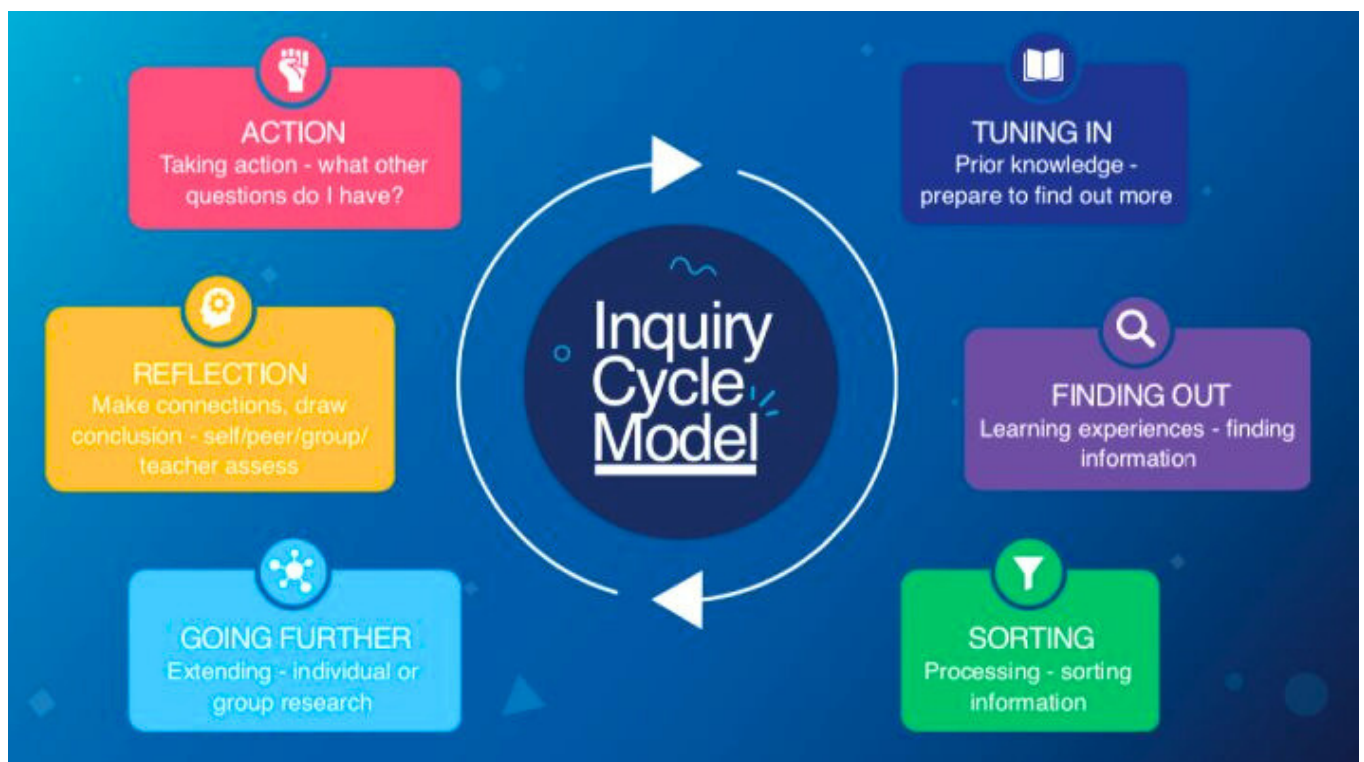 ACTION
Taking action - what other
questions do I have?
TUNING IN
Prior knowledge -
prepare to find out more
Inquiry
Cycle
Model
REFLECTION
Make connections, draw
conclusion - self/peer/group/
teacher assess
FINDING OUT
Learning experiences - finding
information
GOING FURTHER
Extending - individual or
group research
SORTING
Processing - sorting
information